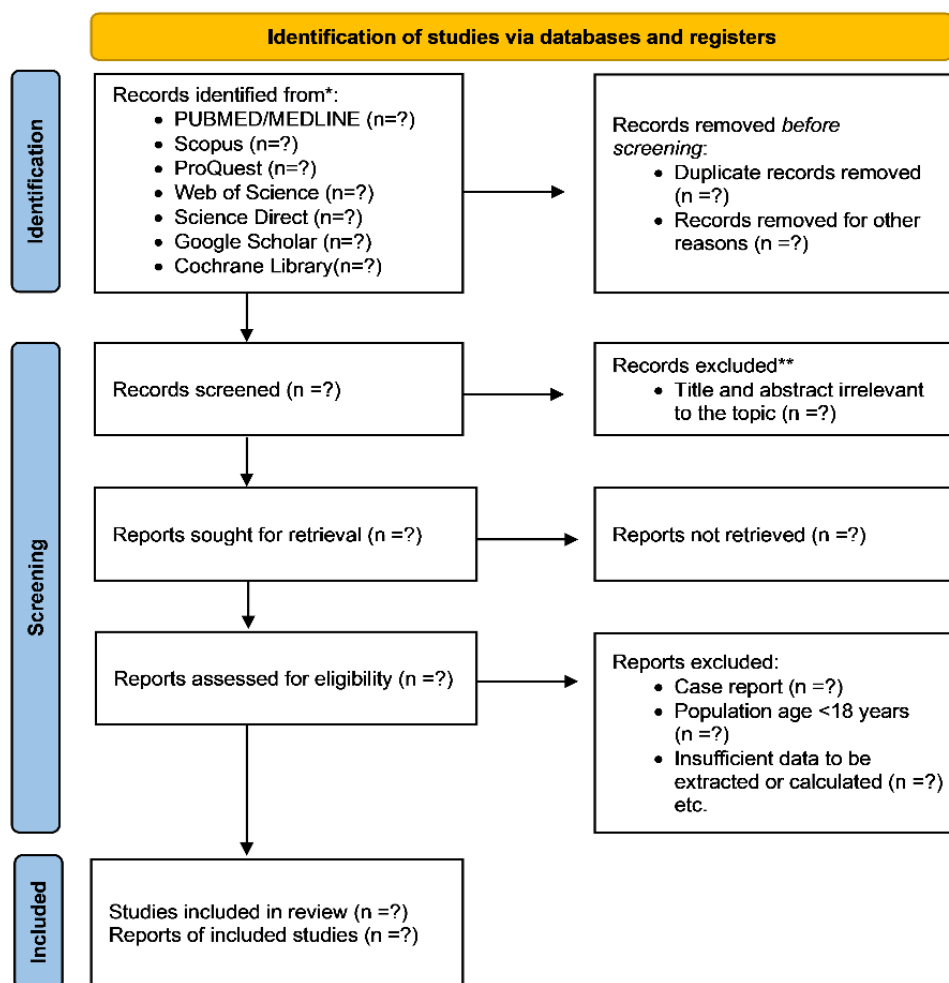 Identification of studies via databases and registers
Identification
Records identified from*:
• PUBMED/MEDLINE (n=?)
• Scopus (n=?)
• ProQuest (n=?)
• Web of Science (n=?)
• Science Direct (n=?)
• Google Scholar (n=?)
• Cochrane Library(n=?)
Records removed before
screening:
• Duplicate records removed
(n =?)
• Records removed for other
reasons (n =?)
Screening
Records screened (n =?)
Records excluded**
• Title and abstract irrelevant
to the topic (n =?)
Reports sought for retrieval (n =?)
Reports not retrieved (n =?)
Reports assessed for eligibility (n =?)
Reports excluded:
• Case report (n =?)
• Population age <18 years
(n =?)
• Insufficient data to be
extracted or calculated (n =?)
etc.
Included
Studies included in review (n =?)
Reports of included studies (n =?)